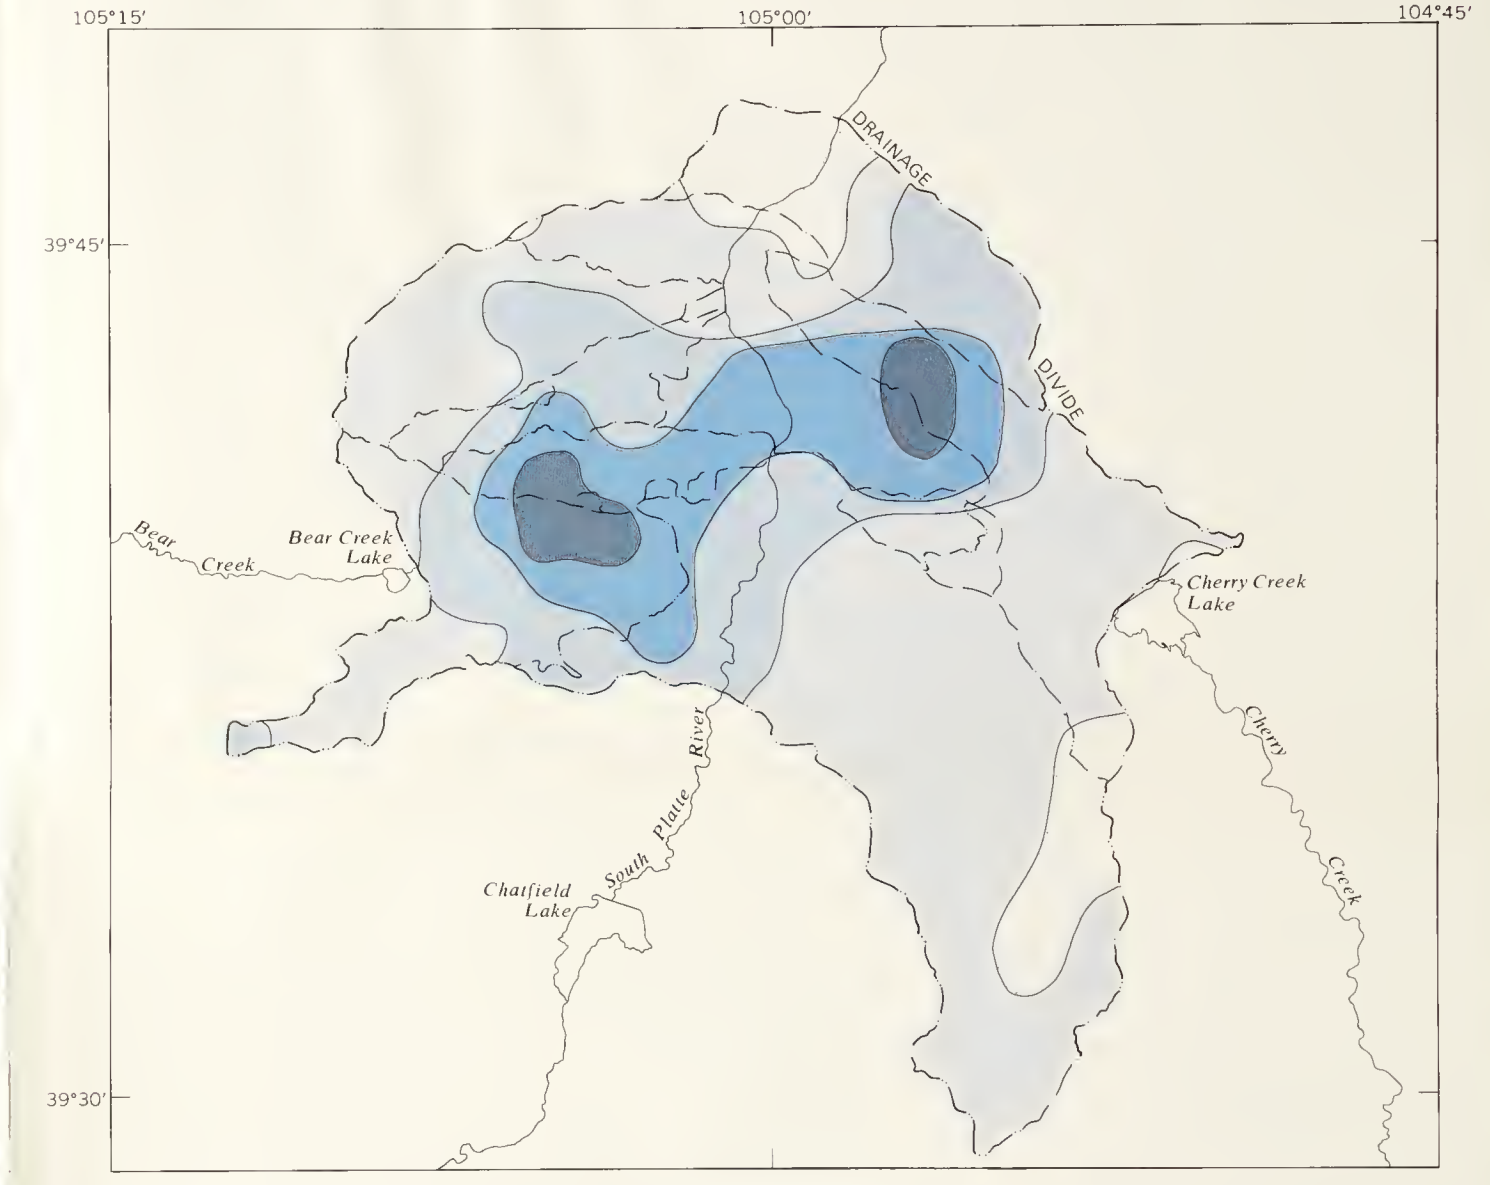 105°15'
105°00'
104°45'
DRAINAGE
39°45'
DIVIDE
Bear
Creek
Bear Creek
Lake
Cherry Creek
Lake
River
Platte
South
Cherry
Creek
Chatfield
Lake
39°30'